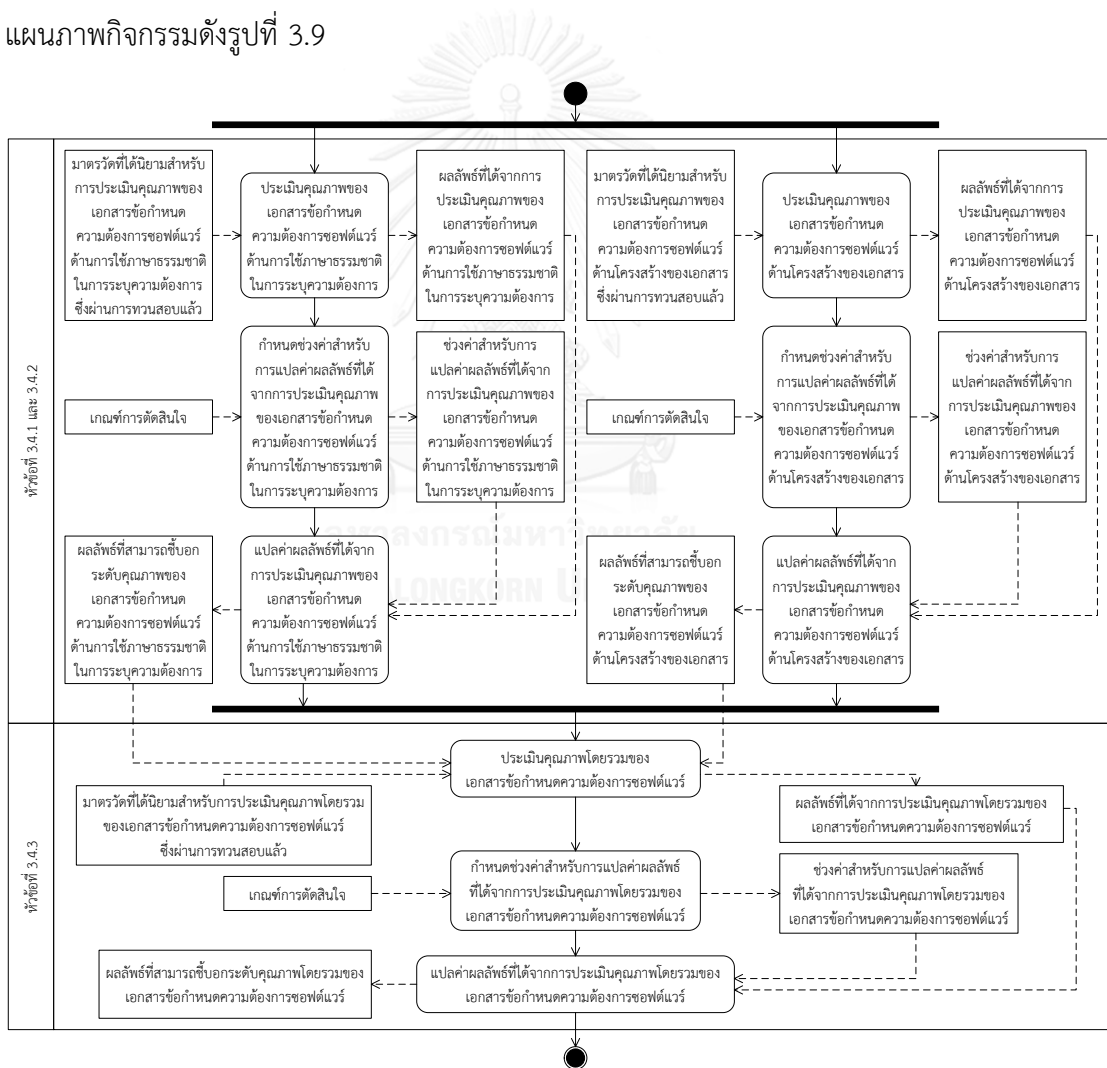 แผนภาพกิจกรรมดังรูปที่ 3.9
หัวข้อที่ 3.4.1 และ 3.4.2
มาตรวัดที่ได้นิยามสำหรับ
การประเมินคุณภาพของ
เอกสารข้อกำหนด
ความต้องการซอฟต์แวร์
ด้านการใช้ภาษาธรรมชาติ
ในการระบุความต้องการ
ซึ่งผ่านการทวนสอบแล้ว
ประเมินคุณภาพของ
เอกสารข้อกำหนด
ความต้องการซอฟต์แวร์
ด้านการใช้ภาษาธรรมชาติ
ในการระบุความต้องการ
ผลลัพธ์ที่ได้จากการ
ประเมินคุณภาพของ
เอกสารข้อกำหนด
ความต้องการซอฟต์แวร์
ด้านการใช้ภาษาธรรมชาติ
ในการระบุความต้องการ
มาตรวัดที่ได้นิยามสำหรับ
การประเมินคุณภาพของ
เอกสารข้อกำหนด
ความต้องการซอฟต์แวร์
ด้านโครงสร้างของเอกสาร
ซึ่งผ่านการทวนสอบแล้ว
ประเมินคุณภาพของ
เอกสารข้อกำหนด
ความต้องการซอฟต์แวร์
ด้านโครงสร้างของเอกสาร
ผลลัพธ์ที่ได้จากการ
ประเมินคุณภาพของ
เอกสารข้อกำหนด
ความต้องการซอฟต์แวร์
ด้านโครงสร้างของเอกสาร
เกณฑ์การตัดสินใจ
กำหนดช่วงค่าสำหรับ
การแปลค่าผลลัพธ์ที่ได้
จากการประเมินคุณภาพ
ของเอกสารข้อกำหนด
ความต้องการซอฟต์แวร์
ด้านการใช้ภาษาธรรมชาติ
ในการระบุความต้องการ
ช่วงค่าสำหรับการ
แปลค่าผลลัพธ์ที่ได้จาก
การประเมินคุณภาพของ
เอกสารข้อกำหนด
ความต้องการซอฟต์แวร์
ด้านการใช้ภาษาธรรมชาติ
ในการระบุความต้องการ
เกณฑ์การตัดสินใจ
กำหนดช่วงค่าสำหรับ
การแปลค่าผลลัพธ์ที่ได้
จากการประเมินคุณภาพ
ของเอกสารข้อกำหนด
ความต้องการซอฟต์แวร์
ด้านโครงสร้างของเอกสาร
ช่วงค่าสำหรับการ
แปลค่าผลลัพธ์ที่ได้จาก
การประเมินคุณภาพของ
เอกสารข้อกำหนด
ความต้องการซอฟต์แวร์
ด้านโครงสร้างของเอกสาร
ผลลัพธ์ที่สามารถชี้บอก
ระดับคุณภาพของ
เอกสารข้อกำหนด
ความต้องการซอฟต์แวร์
ด้านการใช้ภาษาธรรมชาติ
ในการระบุความต้องการ
แปลค่าผลลัพธ์ที่ได้จาก
การประเมินคุณภาพของ
เอกสารข้อกำหนด
ความต้องการซอฟต์แวร์
ด้านการใช้ภาษาธรรมชาติ
ในการระบุความต้องการ
ผลลัพธ์ที่สามารถชี้บอก
ระดับคุณภาพของ
เอกสารข้อกำหนด
ความต้องการซอฟต์แวร์
ด้านโครงสร้างของเอกสาร
แปลค่าผลลัพธ์ที่ได้จาก
การประเมินคุณภาพของ
เอกสารข้อกำหนด
ความต้องการซอฟต์แวร์
ด้านโครงสร้างของเอกสาร
หัวข้อที่ 3.4.3
ประเมินคุณภาพโดยรวมของ
เอกสารข้อกำหนดความต้องการซอฟต์แวร์
มาตรวัดที่ได้นิยามสำหรับการประเมินคุณภาพโดยรวม
ของเอกสารข้อกำหนดความต้องการซอฟต์แวร์
ซึ่งผ่านการทวนสอบแล้ว
ผลลัพธ์ที่ได้จากการประเมินคุณภาพโดยรวมของ
เอกสารข้อกำหนดความต้องการซอฟต์แวร์
เกณฑ์การตัดสินใจ
กำหนดช่วงค่าสำหรับการแปลค่าผลลัพธ์
ที่ได้จากการประเมินคุณภาพโดยรวมของ
เอกสารข้อกำหนดความต้องการซอฟต์แวร์
ช่วงค่าสำหรับการแปลค่าผลลัพธ์
ที่ได้จากการประเมินคุณภาพโดยรวมของ
เอกสารข้อกำหนดความต้องการซอฟต์แวร์
ผลลัพธ์ที่สามารถชี้บอกระดับคุณภาพโดยรวมของ
เอกสารข้อกำหนดความต้องการซอฟต์แวร์
แปลค่าผลลัพธ์ที่ได้จากการประเมินคุณภาพโดยรวมของ
เอกสารข้อกำหนดความต้องการซอฟต์แวร์